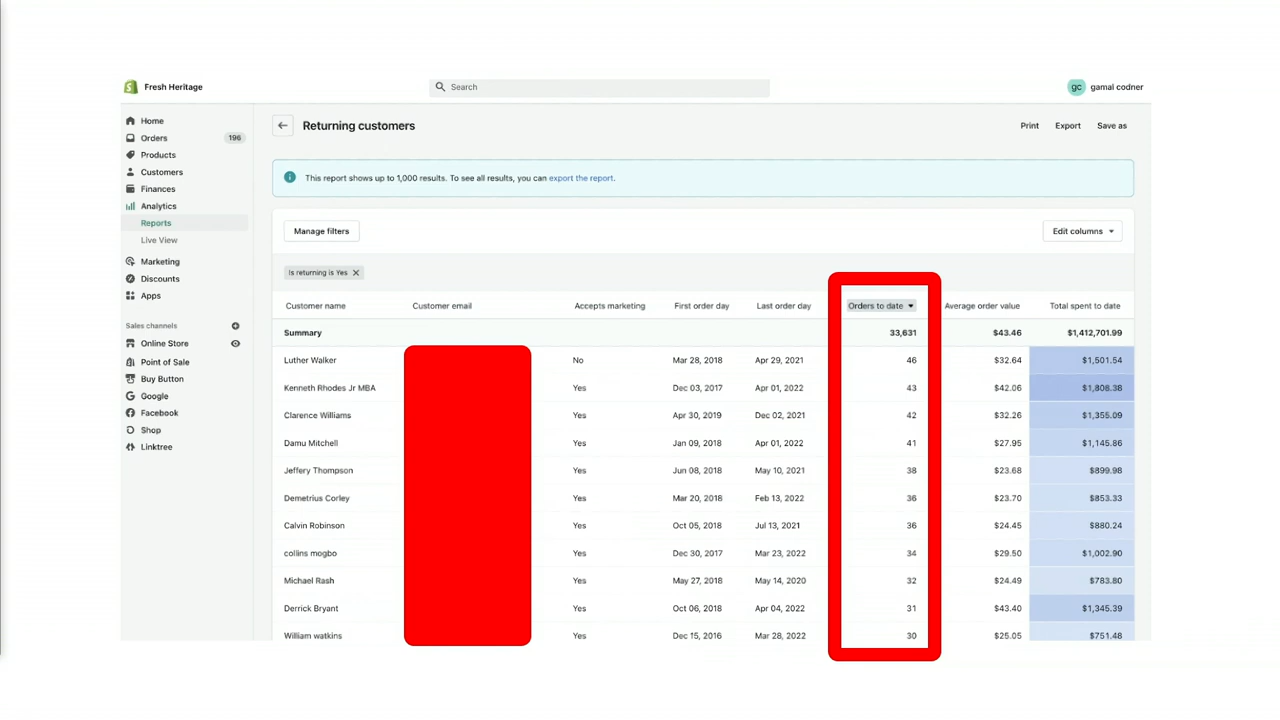 Fresh Heritage
Search
gc gamal codner
Home
Orders 196
Products
Customers
Finances
Analytics
Reports
Live View
Marketing
Discounts
Apps
Sales channels
Online Store
Point of Sale
Buy Button
Google
Facebook
Shop
Linktree
Returning customers
Print Export Save as
This report shows up to 1,000 results. To see all results, you can export the report.
Manage filters
Edit columns
Is returning is Yes
Customer name Customer email Accepts marketing First order day Last order day Orders to date Average order value Total spent to date
Summary 33,631 $43.46 $1,412,701.99
Luther Walker No Mar 28, 2018 Apr 29, 2021 46 $32.64 $1,501.54
Kenneth Rhodes Jr MBA Yes Dec 03, 2017 Apr 01, 2022 43 $42.06 $1,808.38
Clarence Williams Yes Apr 30, 2019 Dec 02, 2021 42 $32.26 $1,355.09
Damu Mitchell Yes Jan 09, 2018 Apr 01, 2022 41 $27.95 $1,145.86
Jeffery Thompson Yes Jun 08, 2018 May 10, 2021 38 $23.68 $899.98
Demetrius Corley Yes Mar 20, 2018 Feb 13, 2022 36 $23.70 $853.33
Calvin Robinson Yes Oct 05, 2018 Jul 13, 2021 36 $24.45 $880.24
collins mogbo Yes Dec 30, 2017 Mar 23, 2022 34 $29.50 $1,002.90
Michael Rash Yes May 27, 2018 May 14, 2020 32 $24.49 $783.80
Derrick Bryant Yes Oct 06, 2018 Apr 04, 2022 31 $43.40 $1,345.39
William watkins Yes Dec 15, 2016 Mar 28, 2022 30 $25.05 $751.48